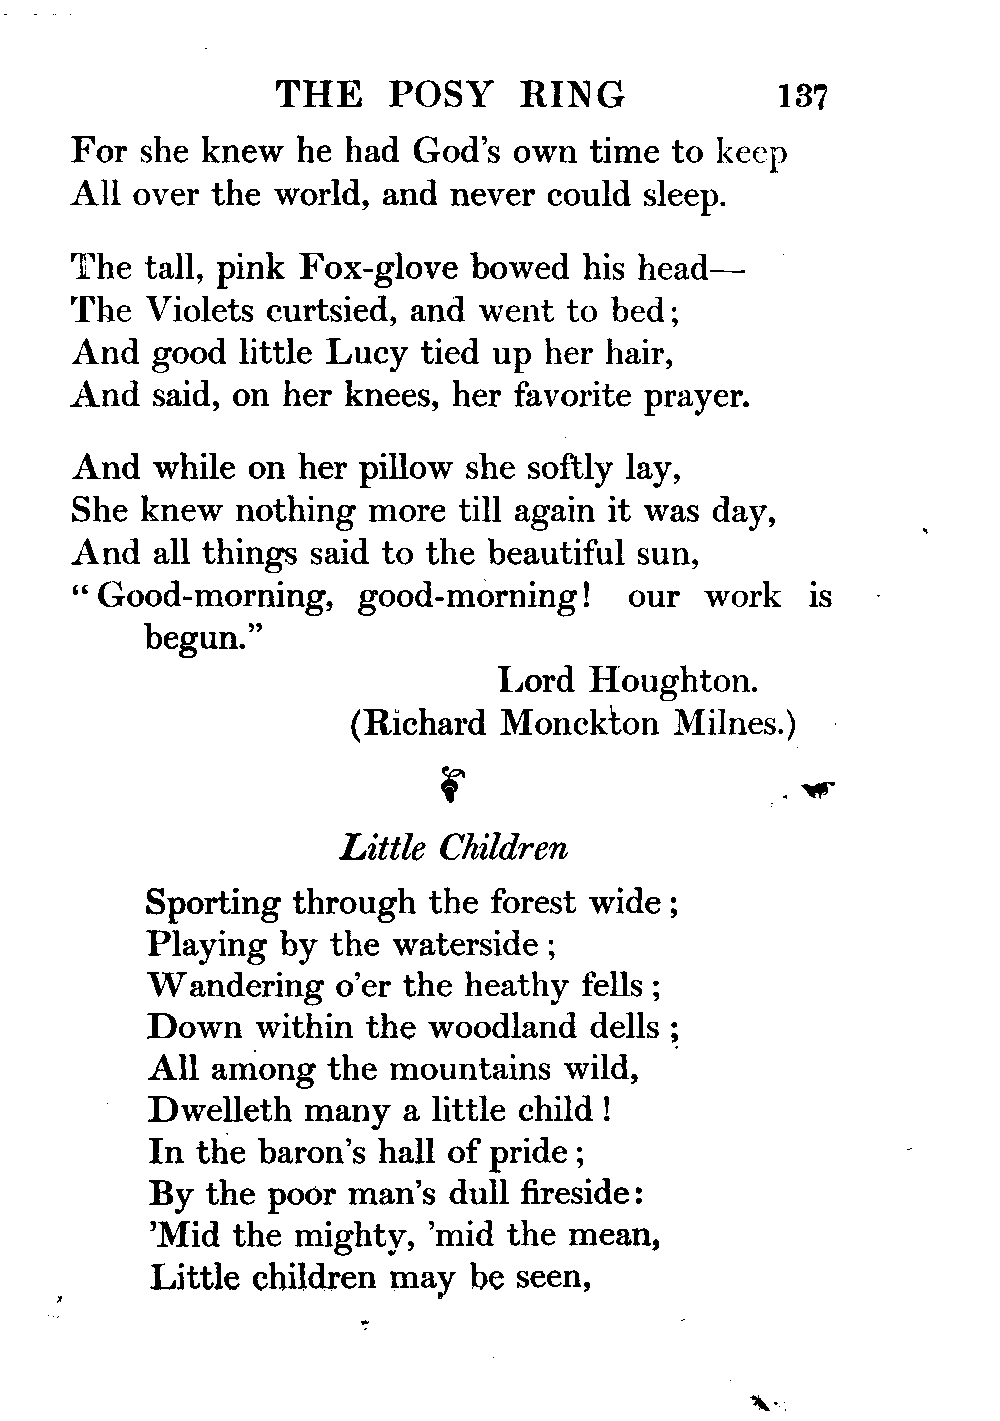 THE POSY RING 137
For she knew he had God's own time to keep
All over the world, and never could sleep.
The tall, pink Fox-glove bowed his head—
The Violets curtsied, and went to bed;
And good little Lucy tied up her hair,
And said, on her knees, her favorite prayer.
And while on her pillow she softly lay,
She knew nothing more till again it was day,
And all things said to the beautiful sun,
"Good-morning, good-morning! our work is
begun."
Lord Houghton.
(Richard Monckton Milnes.)
Little Children
Sporting through the forest wide;
Playing by the waterside;
Wandering o'er the heathy fells;
Down within the woodland dells;
All among the mountains wild,
Dwelleth many a little child!
In the baron's hall of pride;
By the poor man's dull fireside:
'Mid the mighty, 'mid the mean,
Little children may be seen,